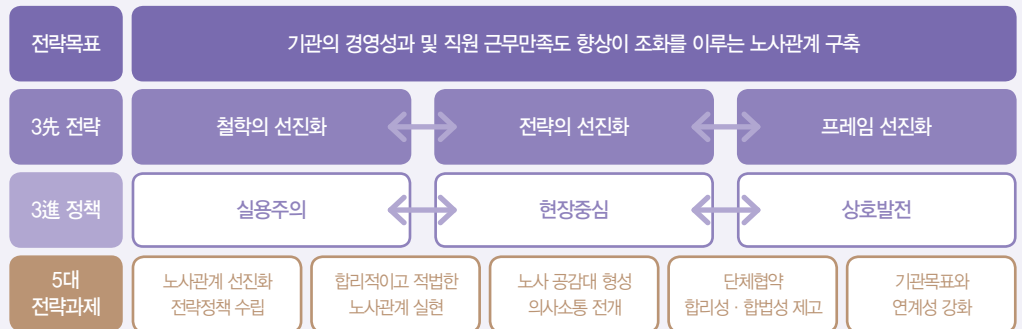 전략목표
기관의 경영성과 및 직원 근무만족도 향상이 조화를 이루는 노사관계 구축
3先 전략
철학의 선진화
전략의 선진화
프레임 선진화
3進 정책
실용주의
현장중심
상호발전
5대
전략과제
노사관계 선진화
전략정책 수립
합리적이고 적법한
노사관계 실현
노사 공감대 형성
의사소통 전개
단체협약
합리성 · 합법성 제고
기관목표와
연계성 강화